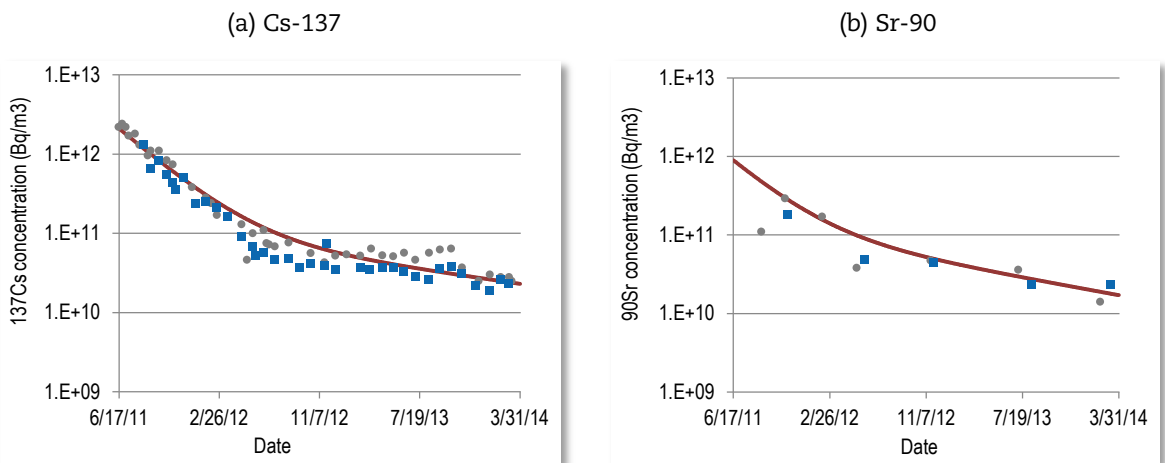 (a) Cs-137
137Cs concentration (Bq/m3)
1.E+13
1.E+12
1.E+11
1.E+10
1.E+09
6/17/11 2/26/12 11/7/12 7/19/13 3/31/14
Date
(b) Sr-90
90Sr concentration (Bq/m3)
1.E+13
1.E+12
1.E+11
1.E+10
1.E+09
6/17/11 2/26/12 11/7/12 7/19/13 3/31/14
Date